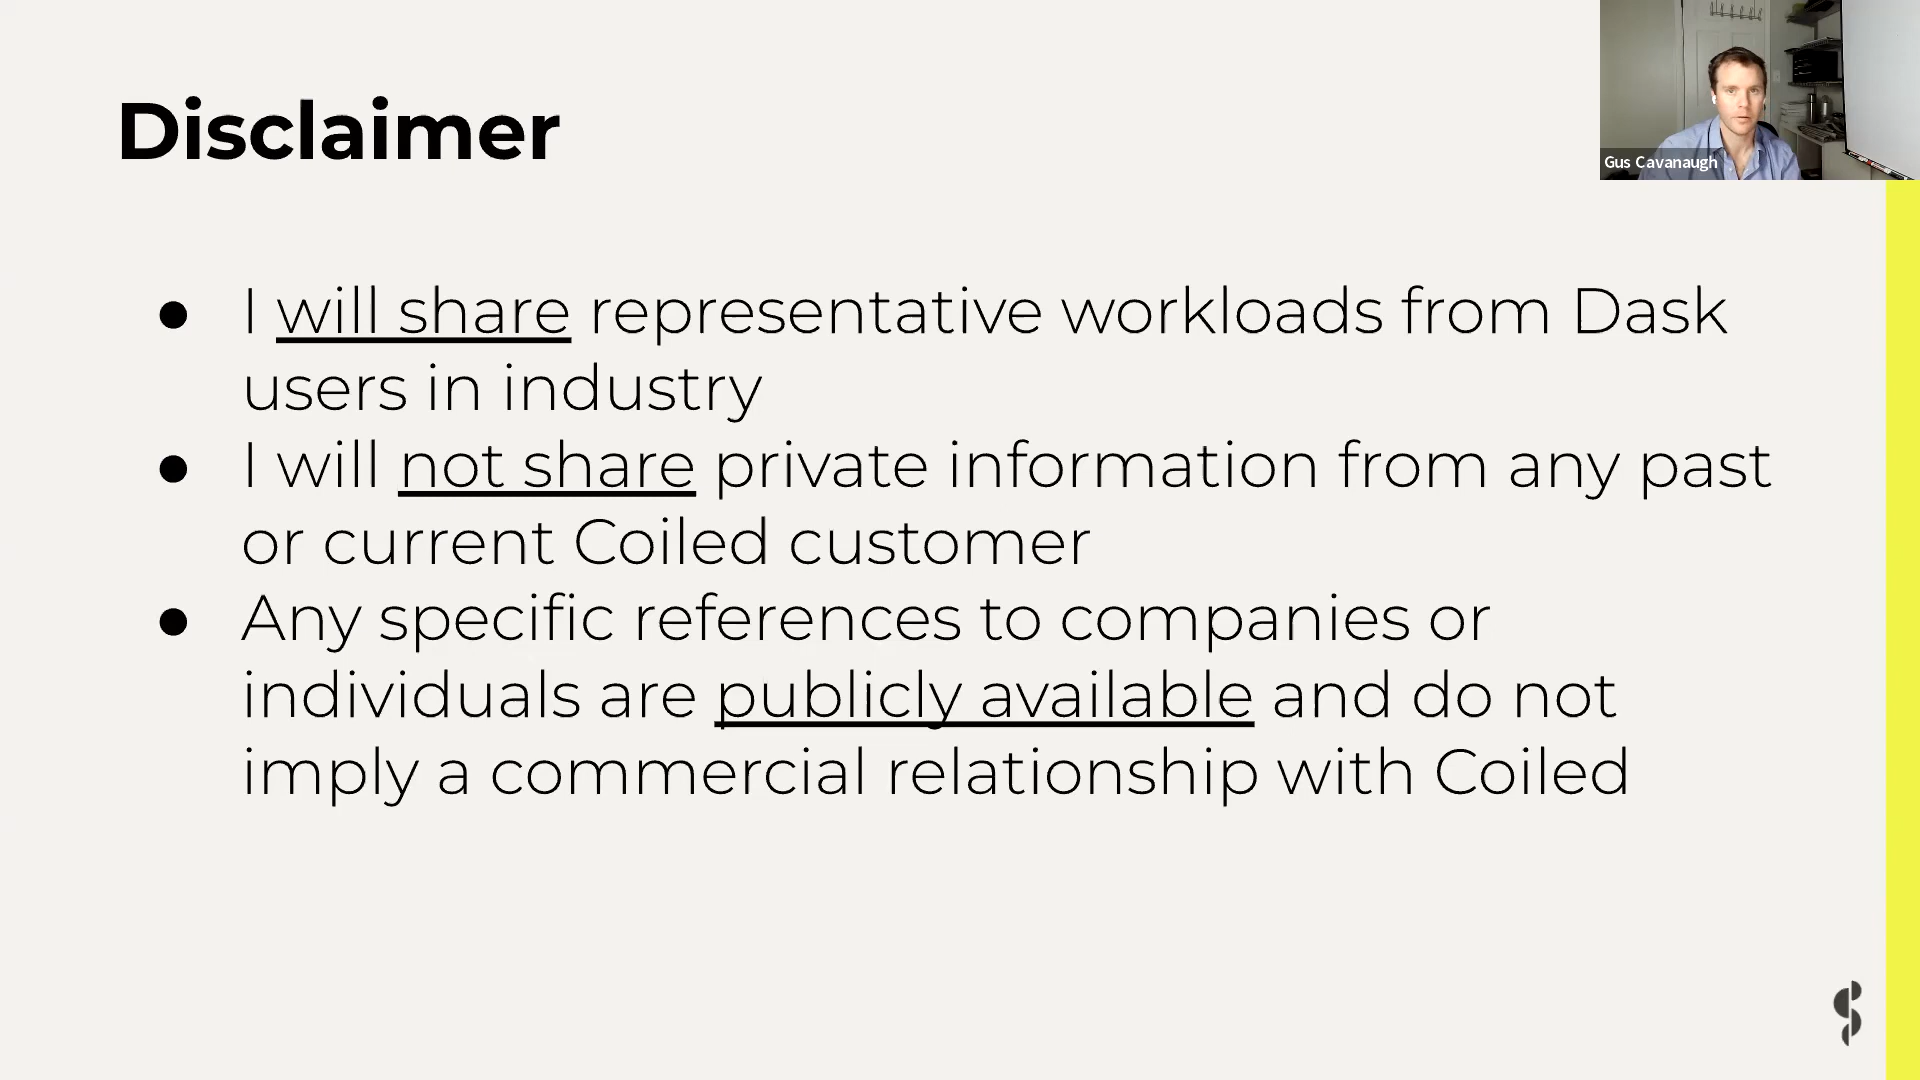 Disclaimer
Gus Cavanaugh
● I will share representative workloads from Dask
users in industry
● I will not share private information from any past
or current Coiled customer
● Any specific references to companies or
individuals are publicly available and do not
imply a commercial relationship with Coiled